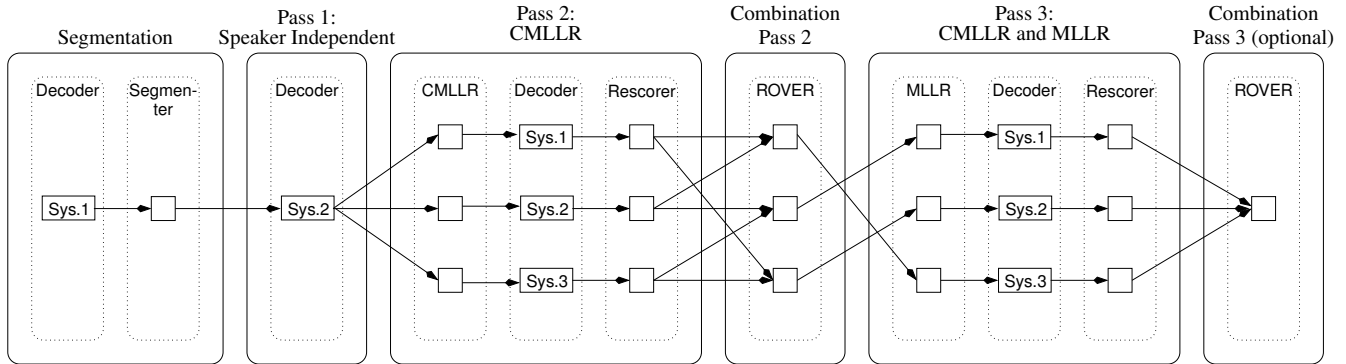 Segmentation
Pass 1:
Speaker Independent
Pass 2:
CMLLR
Combination
Pass 2
Pass 3:
CMLLR and MLLR
Combination
Pass 3 (optional)
Decoder
Segmen-
ter
Decoder
CMLLR
Decoder
Rescorer
ROVER
MLLR
Decoder
Rescorer
ROVER
Sys.1
Sys.1
Sys.1
Sys.2
Sys.2
Sys.2
Sys.3
Sys.3